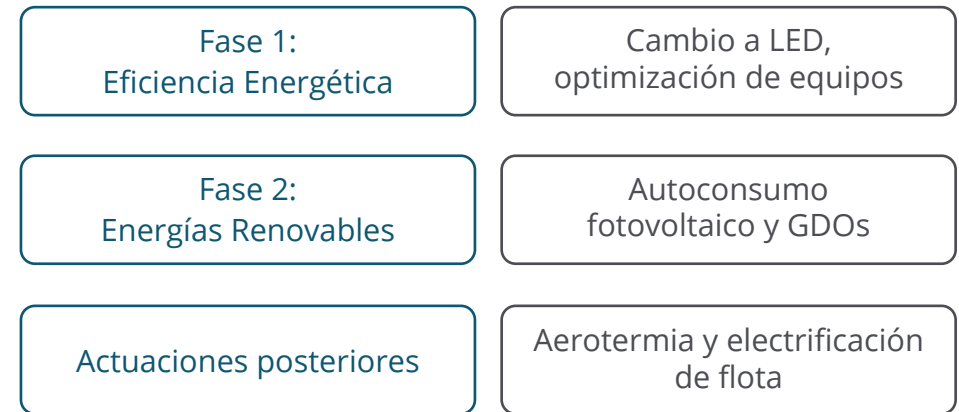 Fase 1:
Eficiencia Energética
Cambio a LED,
optimización de equipos
Fase 2:
Energías Renovables
Autoconsumo
fotovoltaico y GDOs
Actuaciones posteriores
Aerotermia y electrificación
de flota